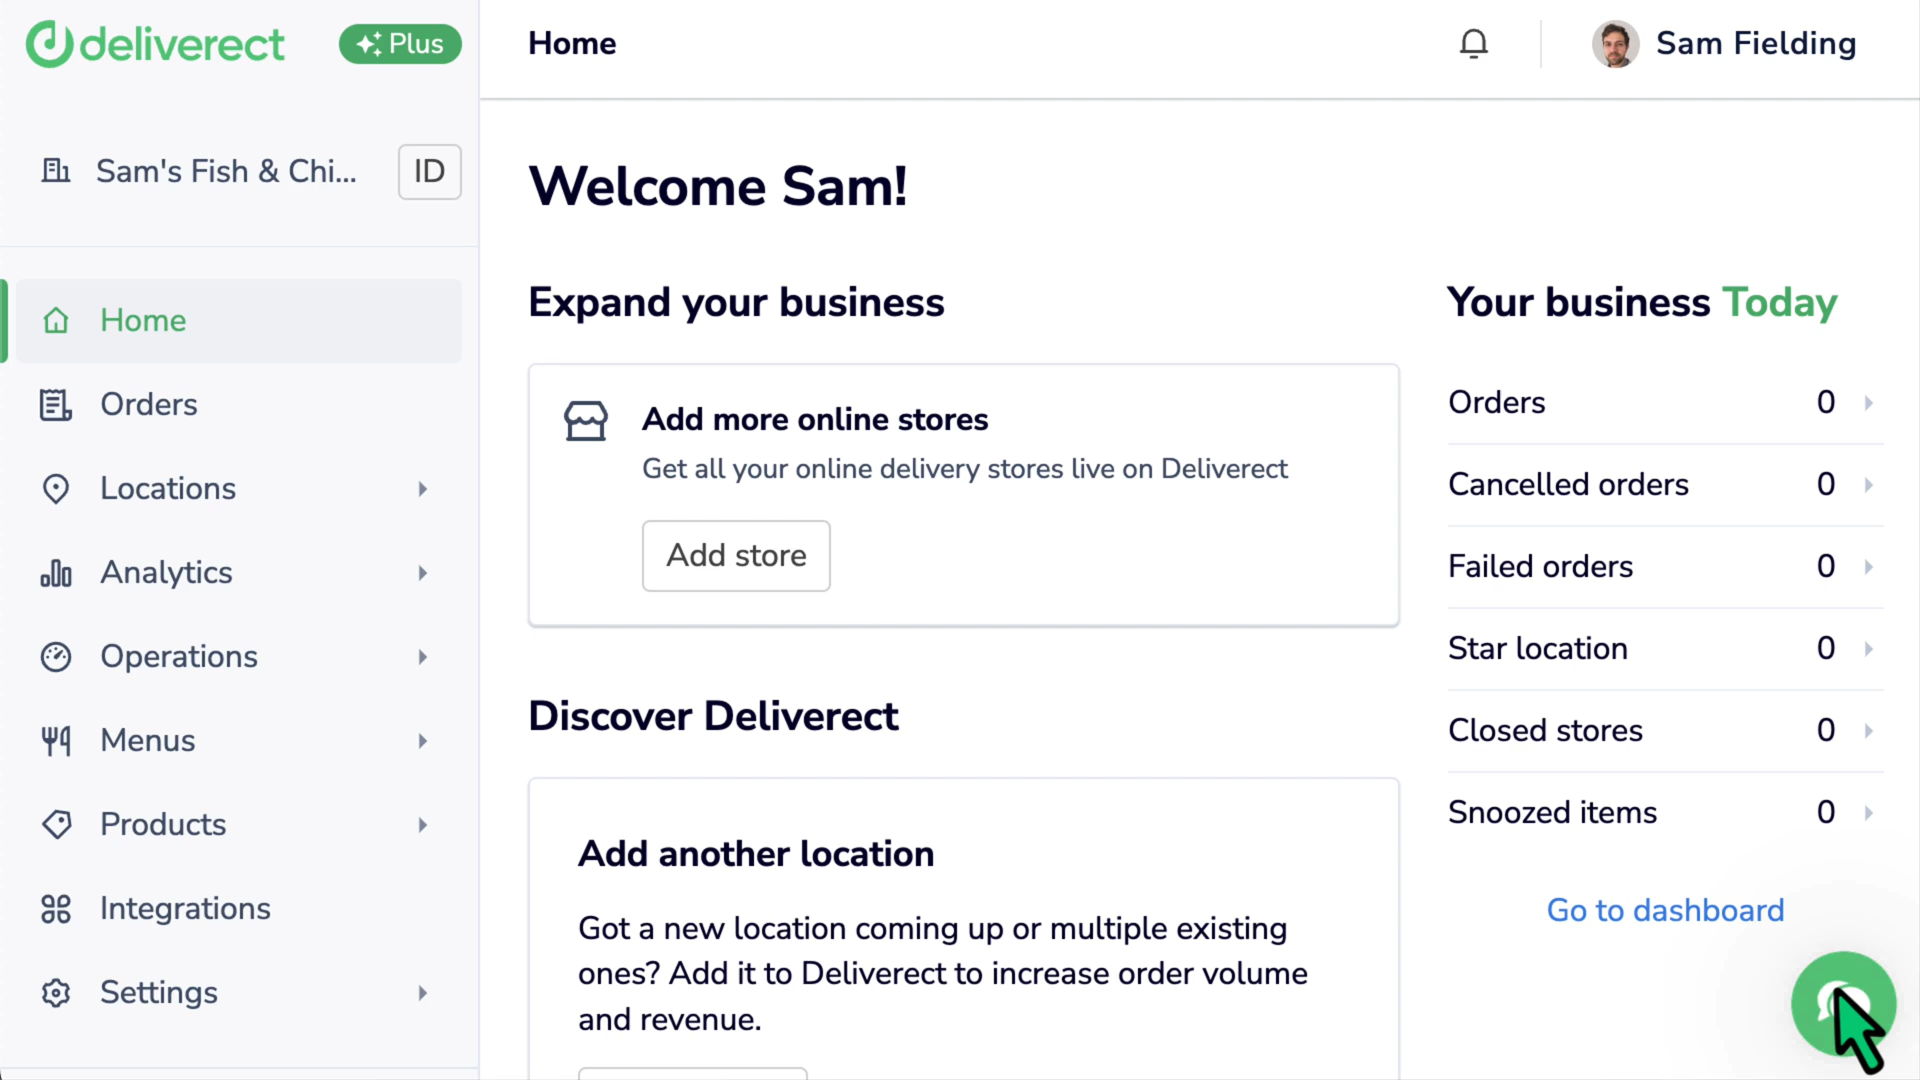 deliverect
Plus
Sam's Fish & Chi...
ID
Home
Orders
Locations
Analytics
Operations
Menus
Products
Integrations
Settings
Home
Sam Fielding
Welcome Sam!
Expand your business
Add more online stores
Get all your online delivery stores live on Deliverect
Add store
Discover Deliverect
Add another location
Got a new location coming up or multiple existing
ones? Add it to Deliverect to increase order volume
and revenue.
Your business Today
Orders 0
Cancelled orders 0
Failed orders 0
Star location 0
Closed stores 0
Snoozed items 0
Go to dashboard